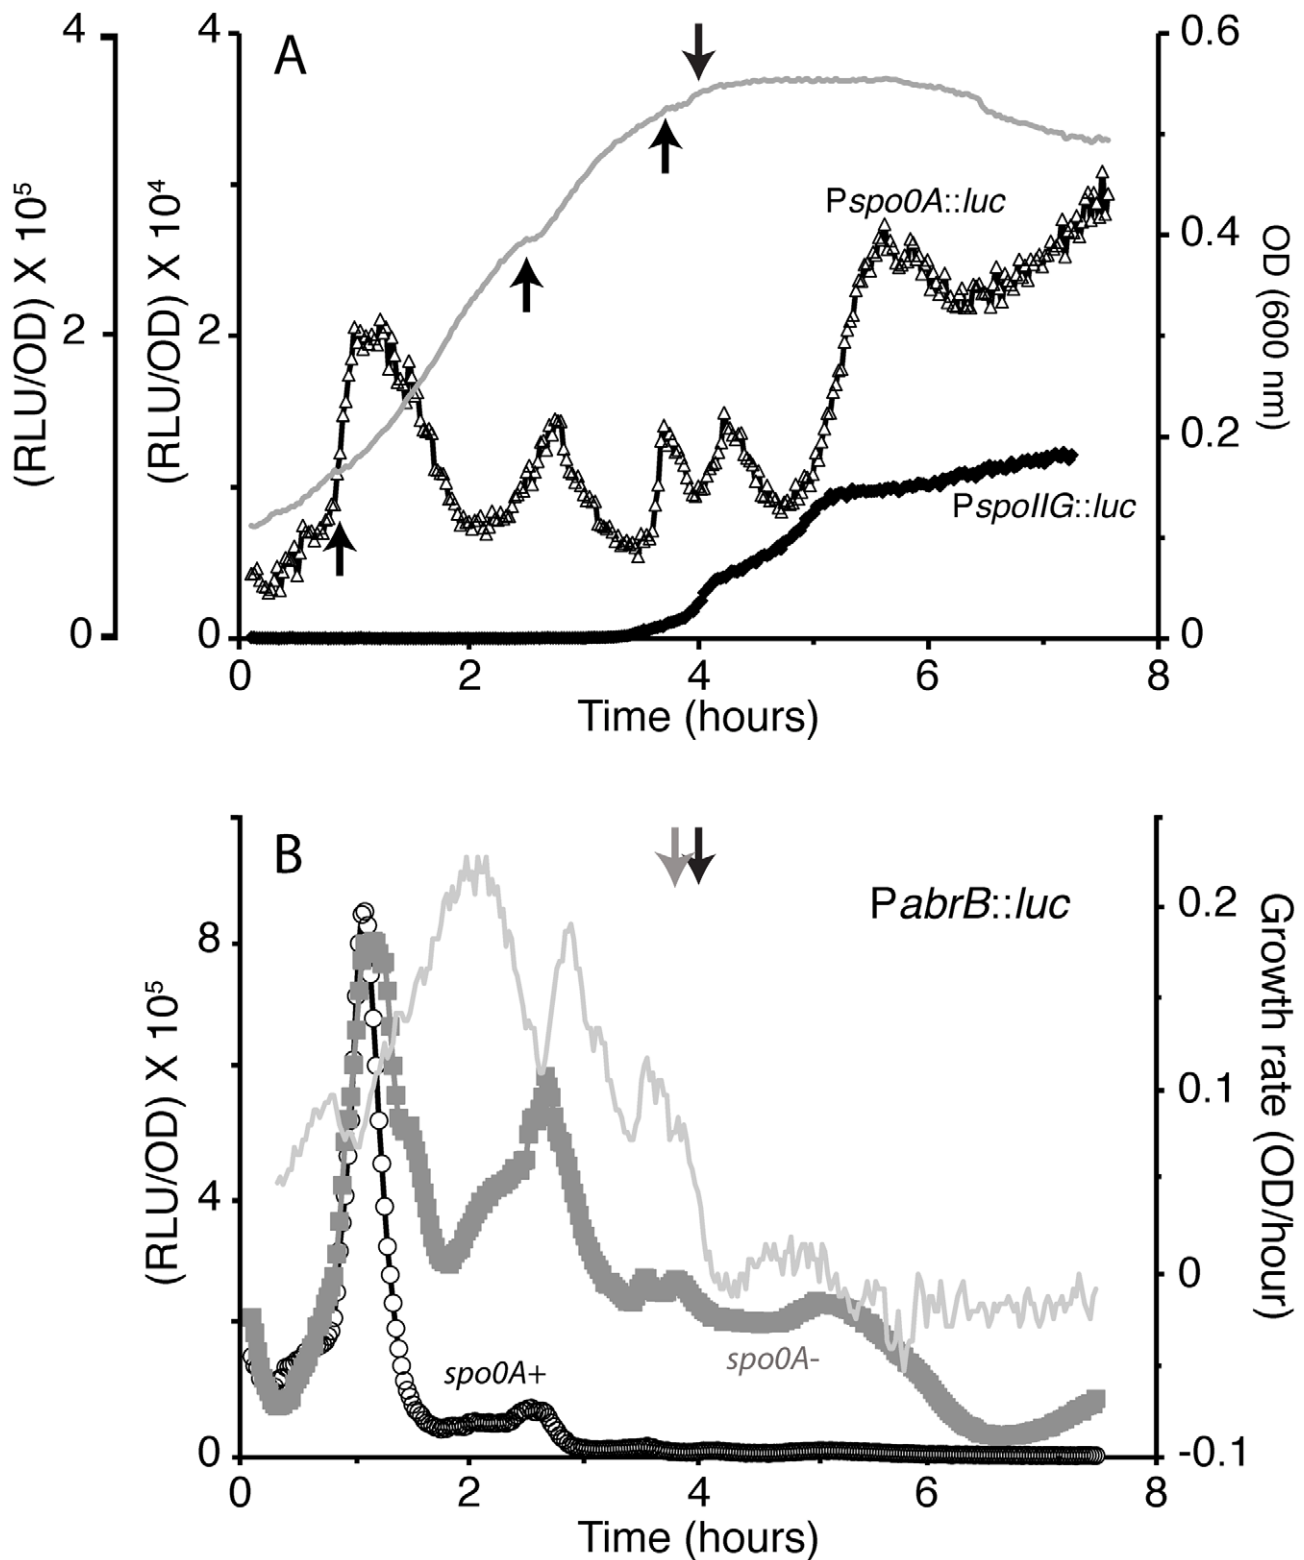 A
4
2
0
(RLU/OD) X 10⁵
4
2
0
(RLU/OD) X 10⁴
0.6
0.4
0.2
0
OD (600 nm)
Pspo0A::luc
PspoIIG::luc
0 2 4 6 8
Time (hours)
B
8
4
0
(RLU/OD) X 10⁵
0.2
0.1
0
-0.1
Growth rate (OD/hour)
PabrB::luc
spo0A+
spo0A-
0 2 4 6 8
Time (hours)